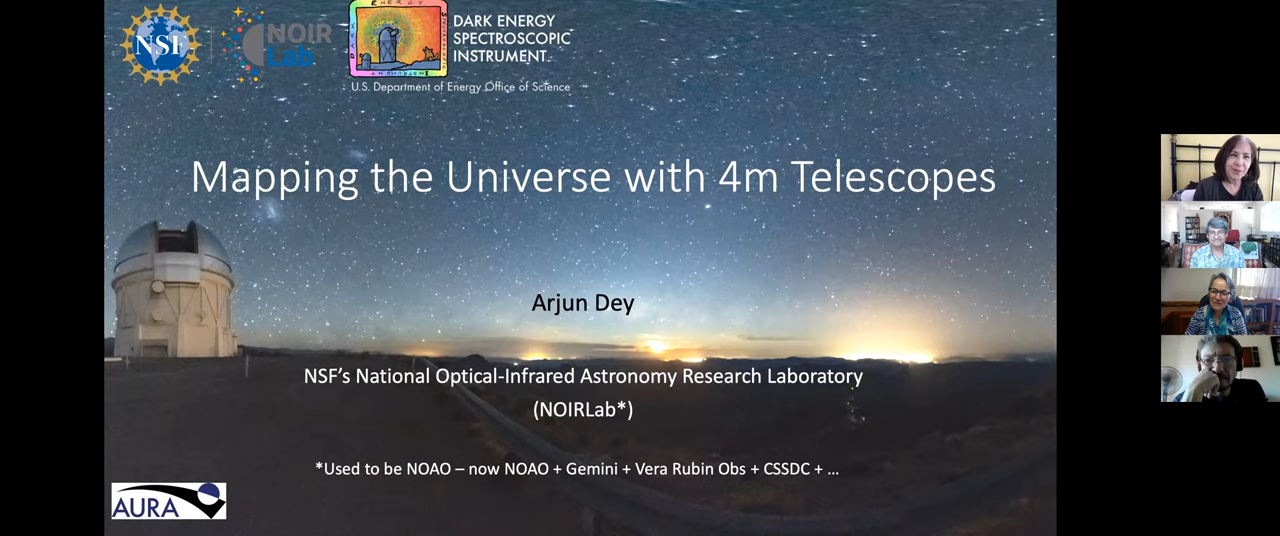 NSF
NOIR
Lab
DARK ENERGY
SPECTROSCOPIC
INSTRUMENT.
U.S. Department of Energy Office of Science
Mapping the Universe with 4m Telescopes
Arjun Dey
NSF’s National Optical-Infrared Astronomy Research Laboratory
(NOIRLab*)
*Used to be NOAO – now NOAO + Gemini + Vera Rubin Obs + CSSDC + ...
AURA